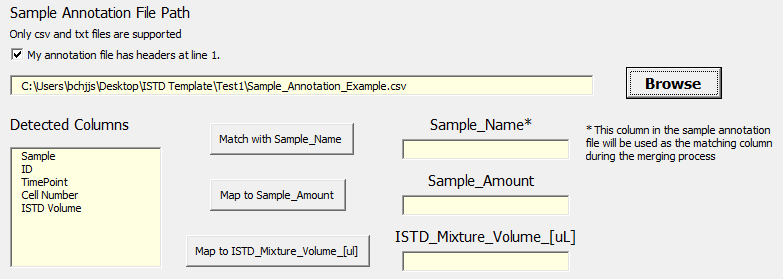 Sample Annotation File Path
Only csv and txt files are supported
My annotation file has headers at line 1.
C:\Users\bchjjs\Desktop\ISTD Template\Test1\Sample_Annotation_Example.csv
Browse
Detected Columns
Sample
ID
TimePoint
Cell Number
ISTD Volume
Match with Sample_Name
Map to Sample_Amount
Map to ISTD_Mixture_Volume_[ul]
Sample_Name*
Sample_Amount
ISTD_Mixture_Volume_[uL]
* This column in the sample annotation
file will be used as the matching column
during the merging process